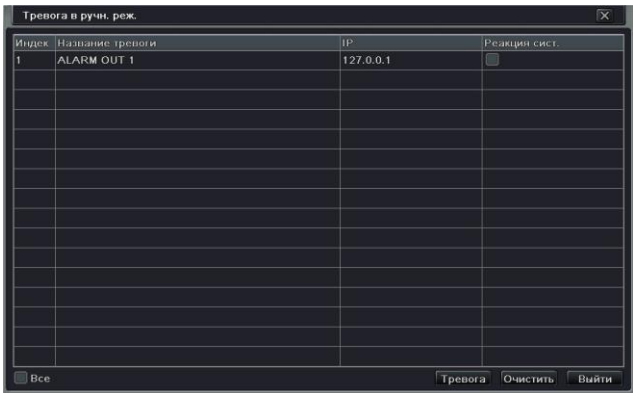 Тревога в ручн. реж.
Индек Название тревоги IP Реакция сист.
1 ALARM OUT 1 127.0.0.1
Все Тревога Очистить Выйти